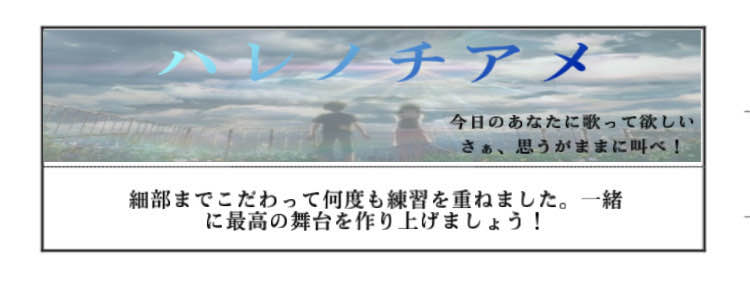 ハレノチアメ
今日のあなたに歌って欲しい
さぁ、思うがままに叫べ！
細部までこだわって何度も練習を重ねました。一緒
に最高の舞台を作り上げましょう！